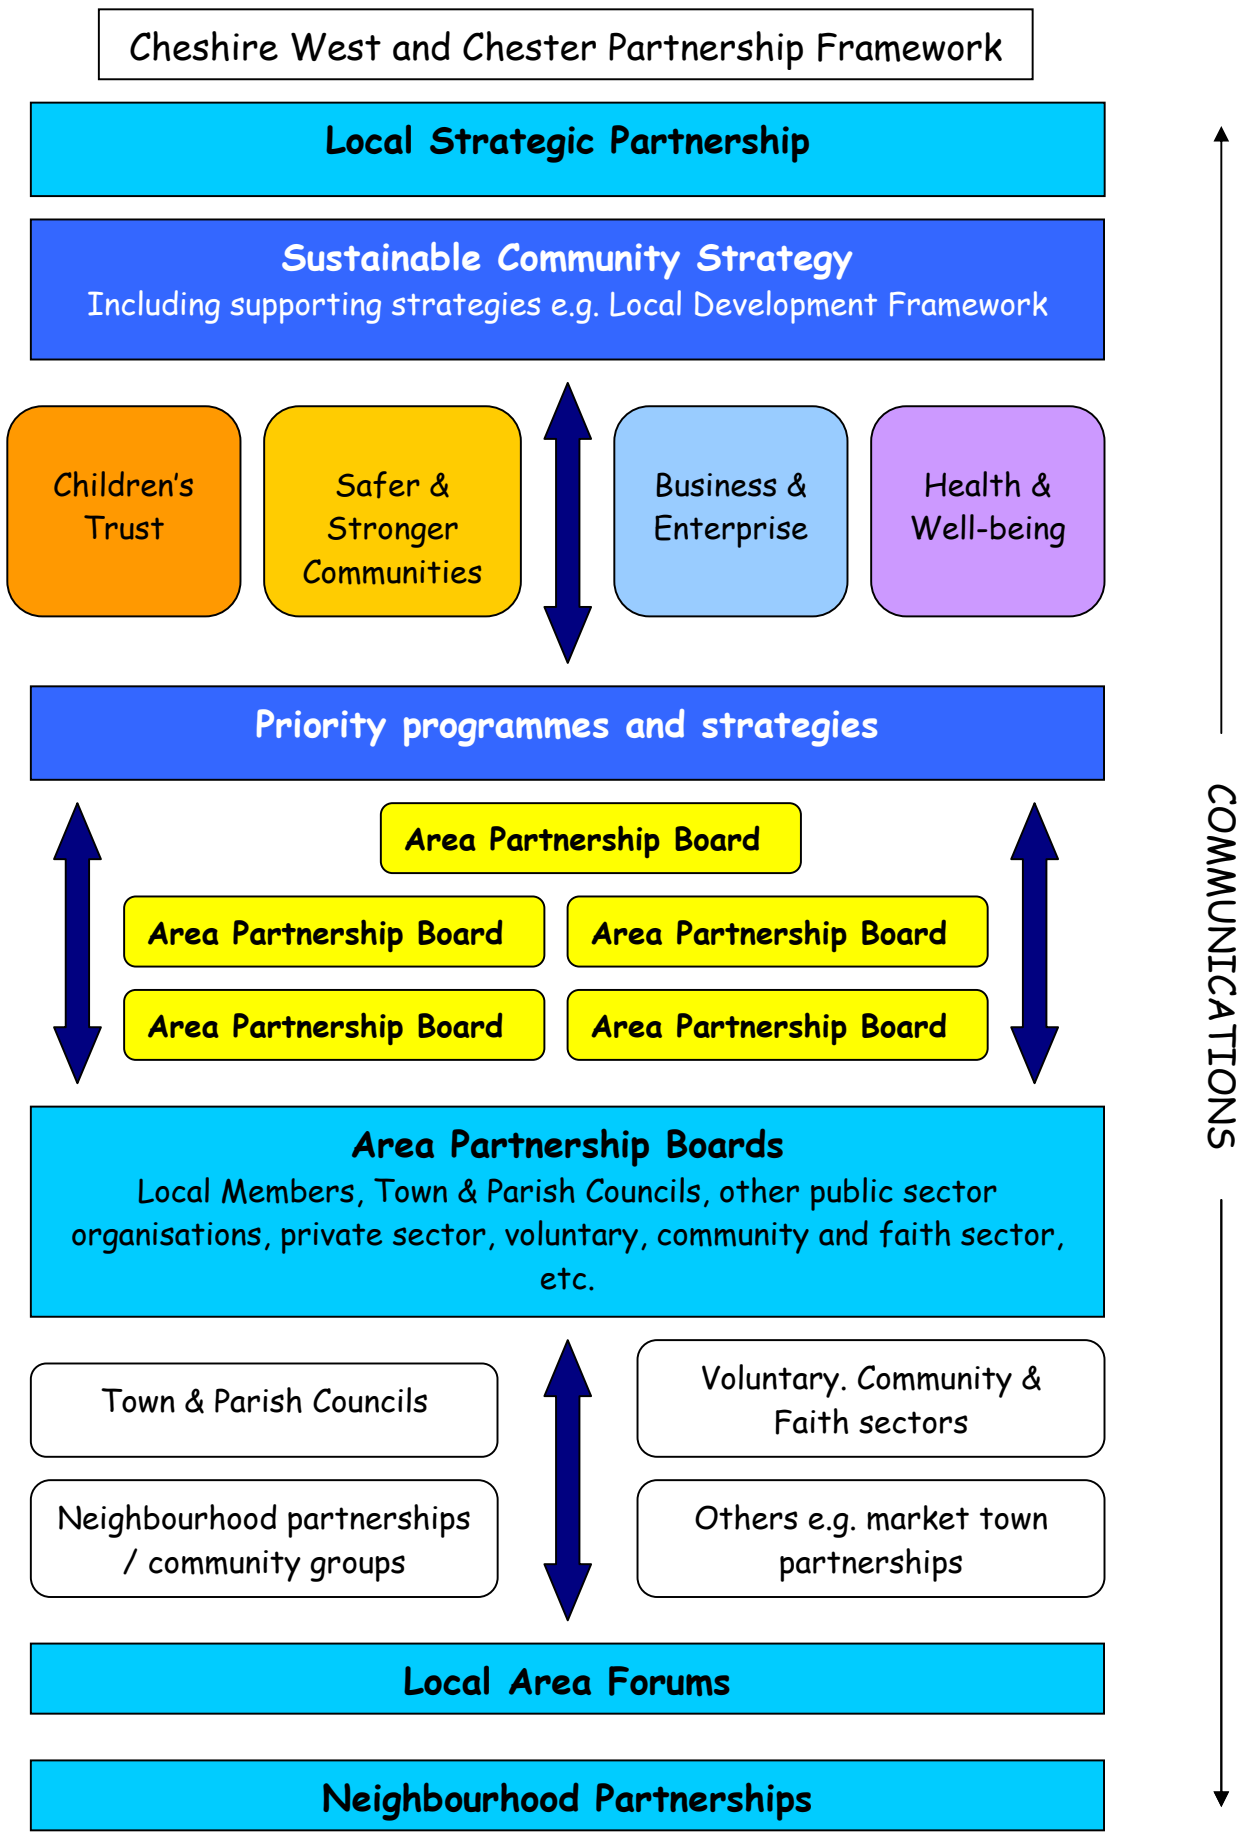 Cheshire West and Chester Partnership Framework
Local Strategic Partnership
Sustainable Community Strategy
Including supporting strategies e.g. Local Development Framework
Children's
Trust
Safer &
Stronger
Communities
Business &
Enterprise
Health &
Well-being
Priority programmes and strategies
Area Partnership Board
Area Partnership Board
Area Partnership Board
Area Partnership Board
Area Partnership Board
Area Partnership Boards
Local Members, Town & Parish Councils, other public sector
organisations, private sector, voluntary, community and faith sector,
etc.
Town & Parish Councils
Voluntary. Community &
Faith sectors
Neighbourhood partnerships
/ community groups
Others e.g. market town
partnerships
Local Area Forums
Neighbourhood Partnerships
COMMUNICATIONS